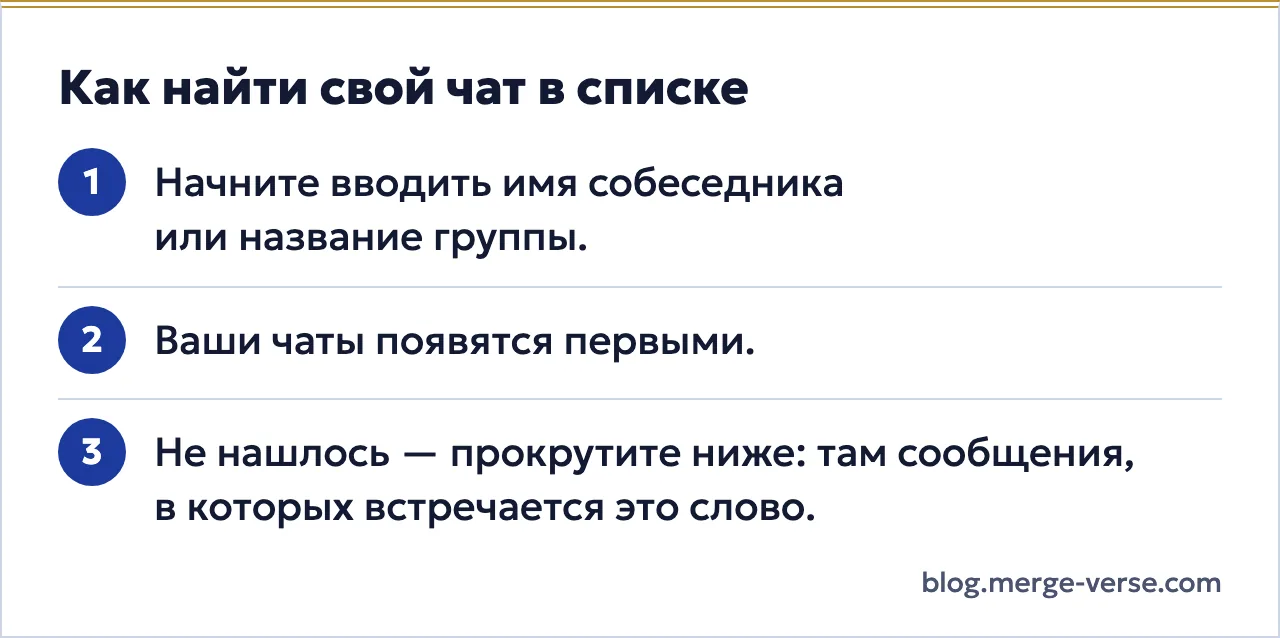 Как найти свой чат в списке
1
Начните вводить имя собеседника
или название группы.
2
Ваши чаты появятся первыми.
3
Не нашлось — прокрутите ниже: там сообщения,
в которых встречается это слово.
blog.merge-verse.com